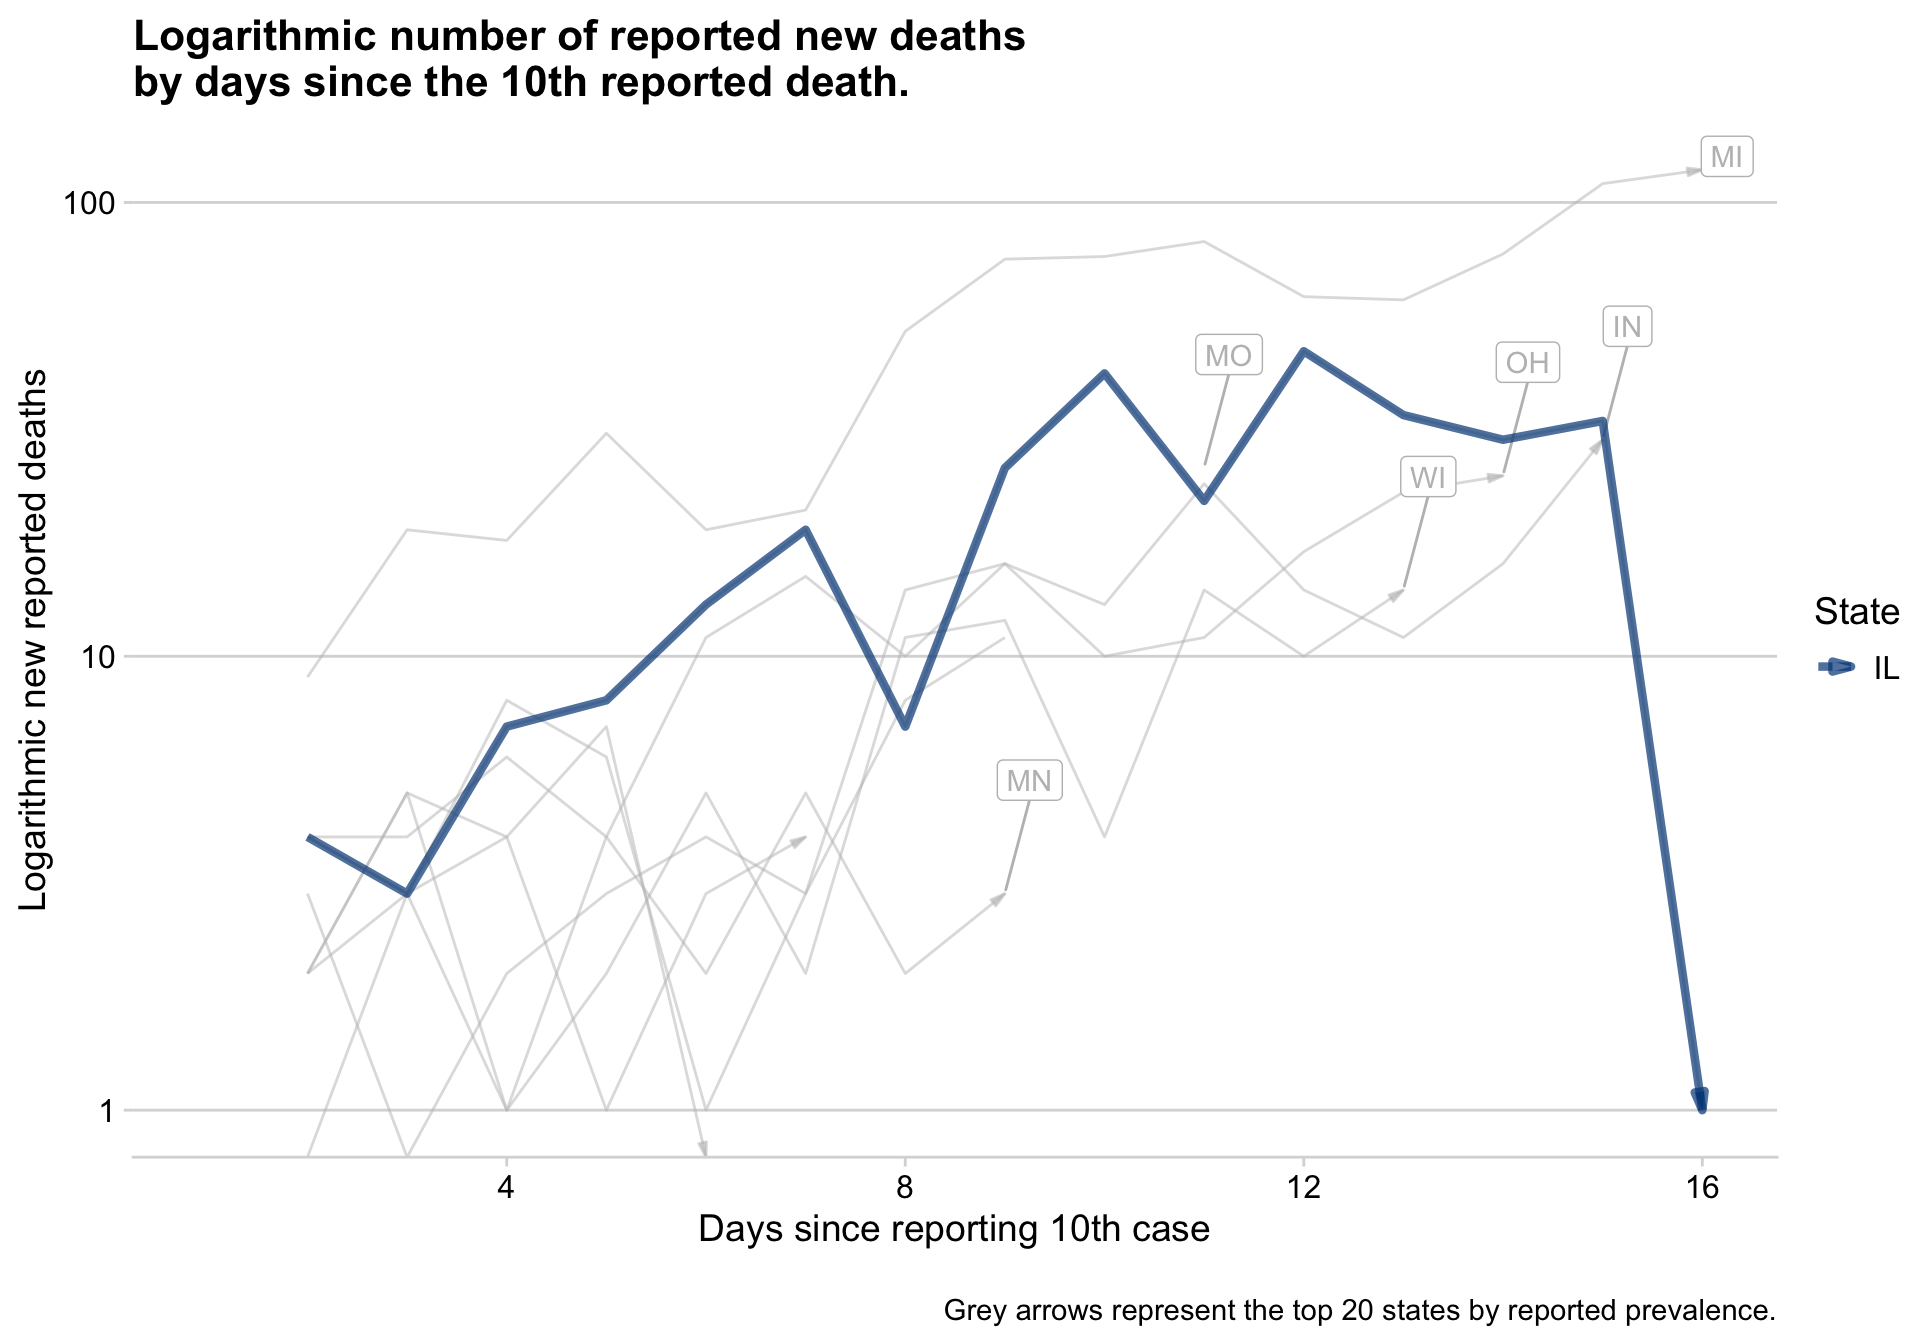 Logarithmic number of reported new deaths
by days since the 10th reported death.
MI
100
IN
MO
OH
WI
Logarithmic new reported deaths
State
10
IL
MN
1
4
8
12
16
Days since reporting 10th case
Grey arrows represent the top 20 states by reported prevalence.